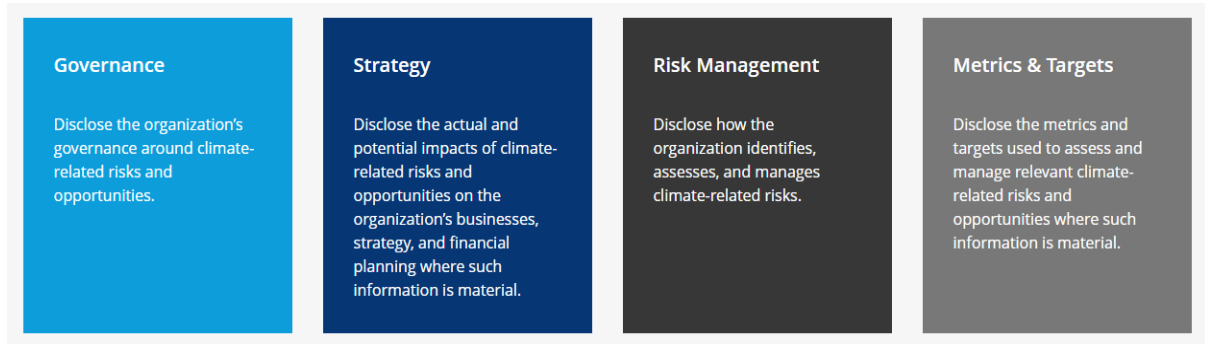 Governance
Disclose the organization’s
governance around climate-
related risks and
opportunities.
Strategy
Disclose the actual and
potential impacts of climate-
related risks and
opportunities on the
organization’s businesses,
strategy, and financial
planning where such
information is material.
Risk Management
Disclose how the
organization identifies,
assesses, and manages
climate-related risks.
Metrics & Targets
Disclose the metrics and
targets used to assess and
manage relevant climate-
related risks and
opportunities where such
information is material.